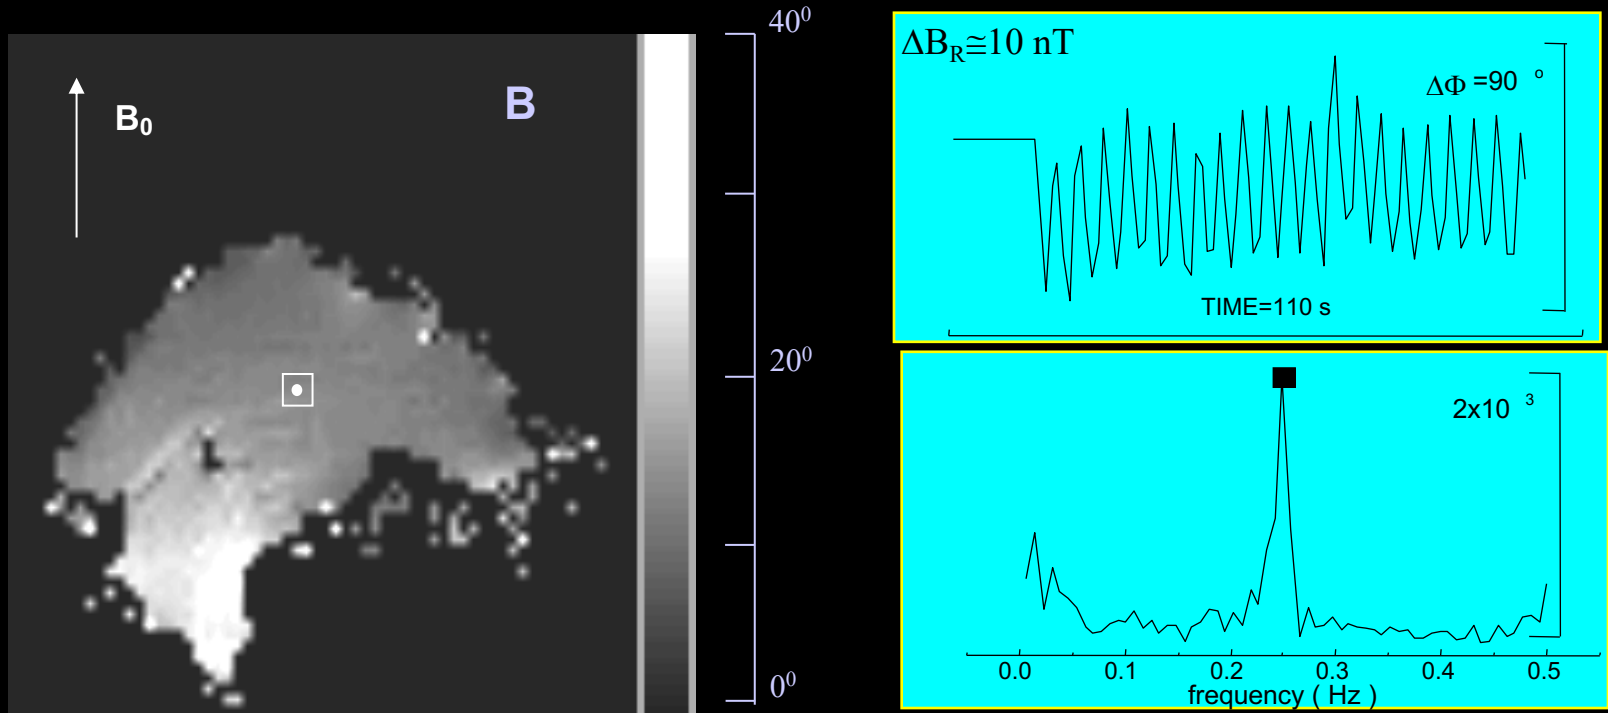 B₀
B
40⁰
20⁰
0⁰
ΔB_R≅10 nT
ΔΦ =90 °
TIME=110 s
2x10 ³
0.0 0.1 0.2 0.3 0.4 0.5
frequency ( Hz )